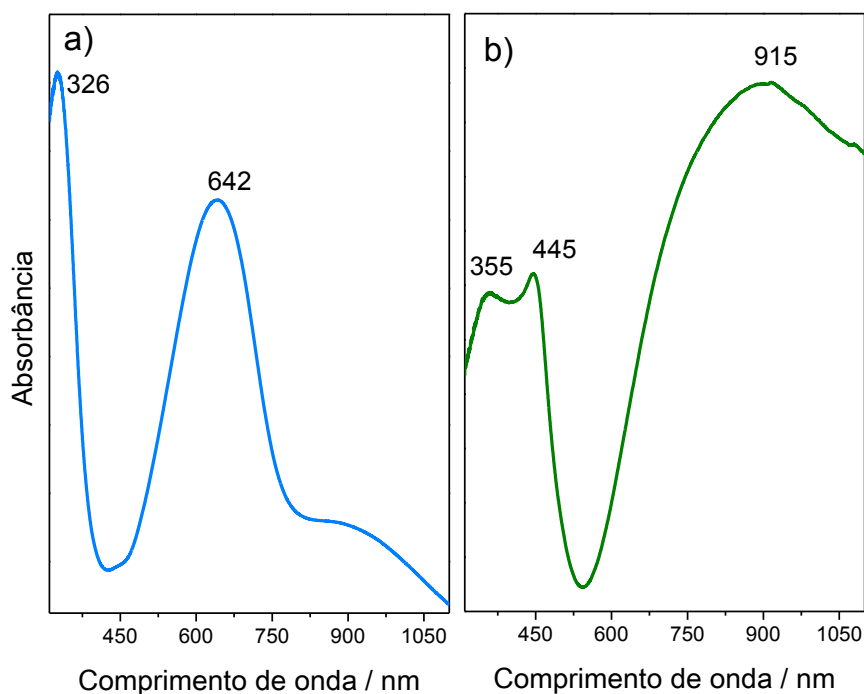 a)
326
642
Absorbância
450 600 750 900 1050
Comprimento de onda / nm
b)
915
355
445
450 600 750 900 1050
Comprimento de onda / nm